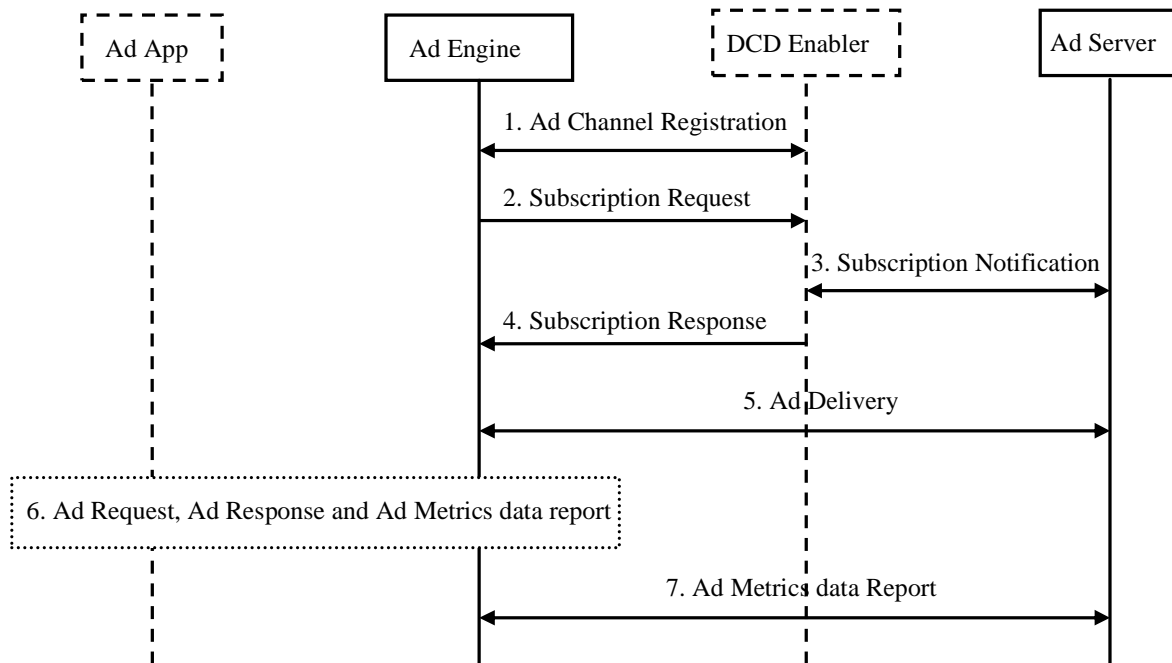 Ad App
Ad Engine
DCD Enabler
Ad Server
1. Ad Channel Registration
2. Subscription Request
3. Subscription Notification
4. Subscription Response
5. Ad Delivery
6. Ad Request, Ad Response and Ad Metrics data report
7. Ad Metrics data Report